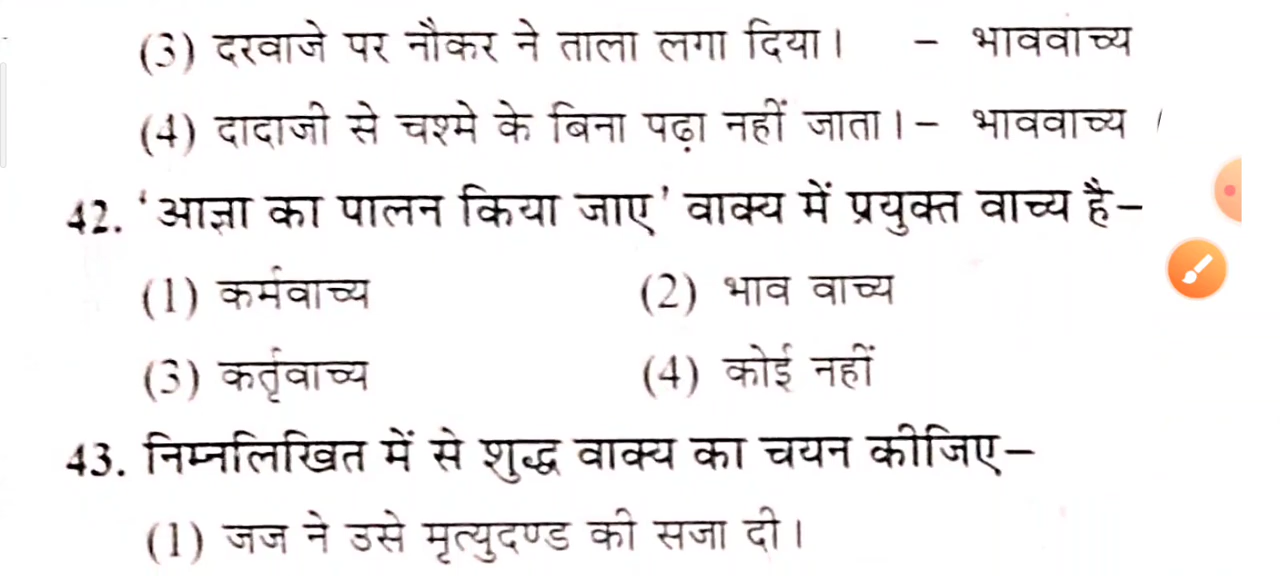 (3) दरवाजे पर नौकर ने ताला लगा दिया। – भाववाच्य
(4) दादाजी से चश्मे के बिना पढ़ा नहीं जाता। – भाववाच्य
42. 'आज्ञा का पालन किया जाए' वाक्य में प्रयुक्त वाच्य है–
(1) कर्मवाच्य (2) भाव वाच्य
(3) कर्तृवाच्य (4) कोई नहीं
43. निम्नलिखित में से शुद्ध वाक्य का चयन कीजिए–
(1) जज ने उसे मृत्युदण्ड की सजा दी।